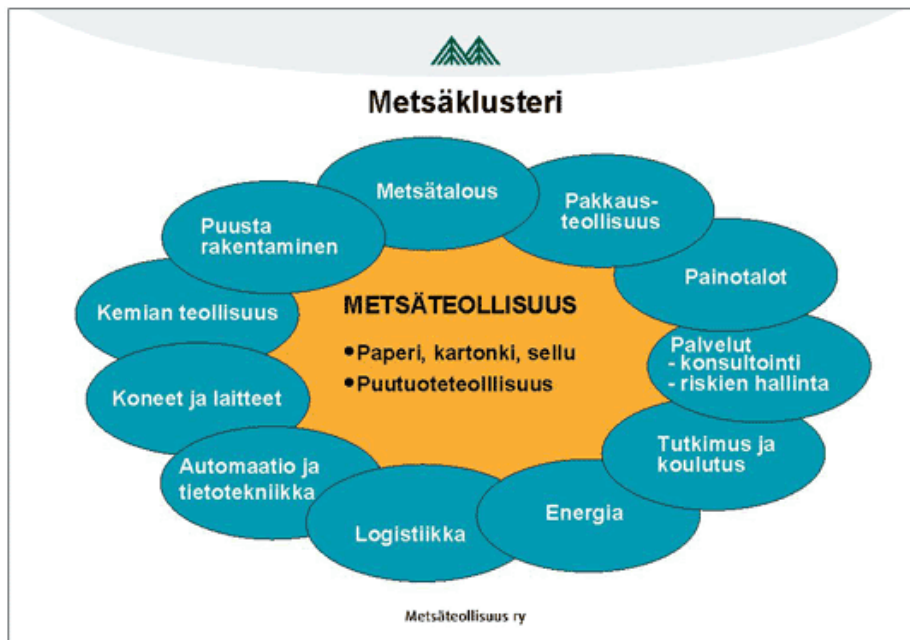 Metsäklusteri
Metsätalous
Pakkaus-
teollisuus
Painotalot
Palvelut
- konsultointi
- riskien hallinta
Tutkimus ja
koulutus
Energia
Logistiikka
Automaatio ja
tietotekniikka
Koneet ja laitteet
Kemian teollisuus
Puusta
rakentaminen
METSÄTEOLLISUUS
•Paperi, kartonki, sellu
•Puutuoteteolllisuus
Metsäteollisuus ry